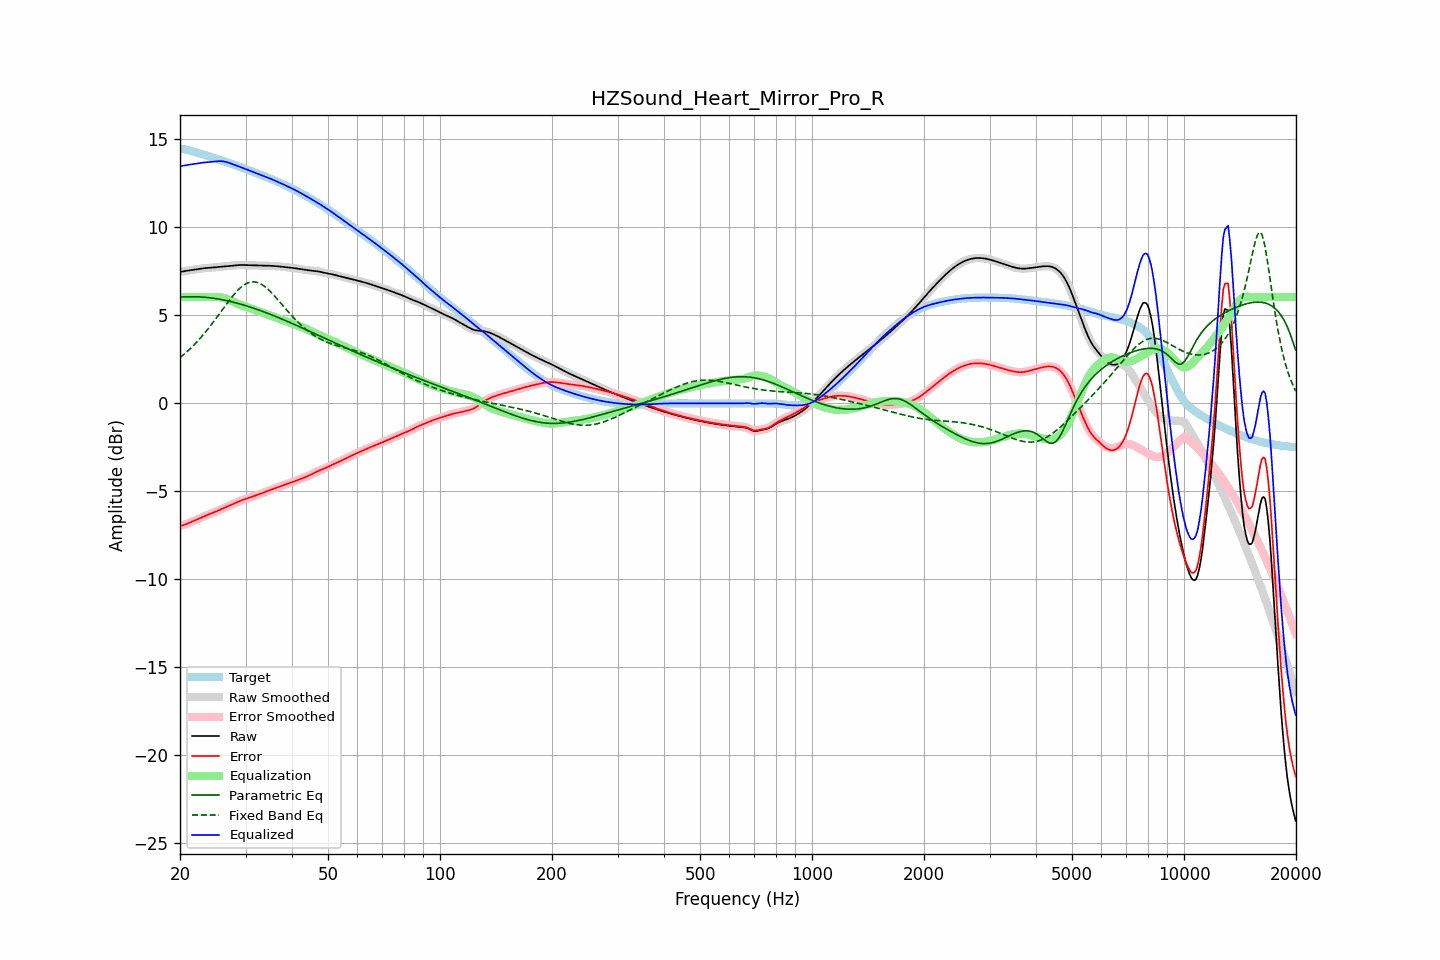 HZSound_Heart_Mirror_Pro_R
15
10
5
0
−5
−10
−15
−20
−25
Amplitude (dBr)
Target
Raw Smoothed
Error Smoothed
Raw
Error
Equalization
Parametric Eq
Fixed Band Eq
Equalized
20 50 100 200 500 1000 2000 5000 10000 20000
Frequency (Hz)